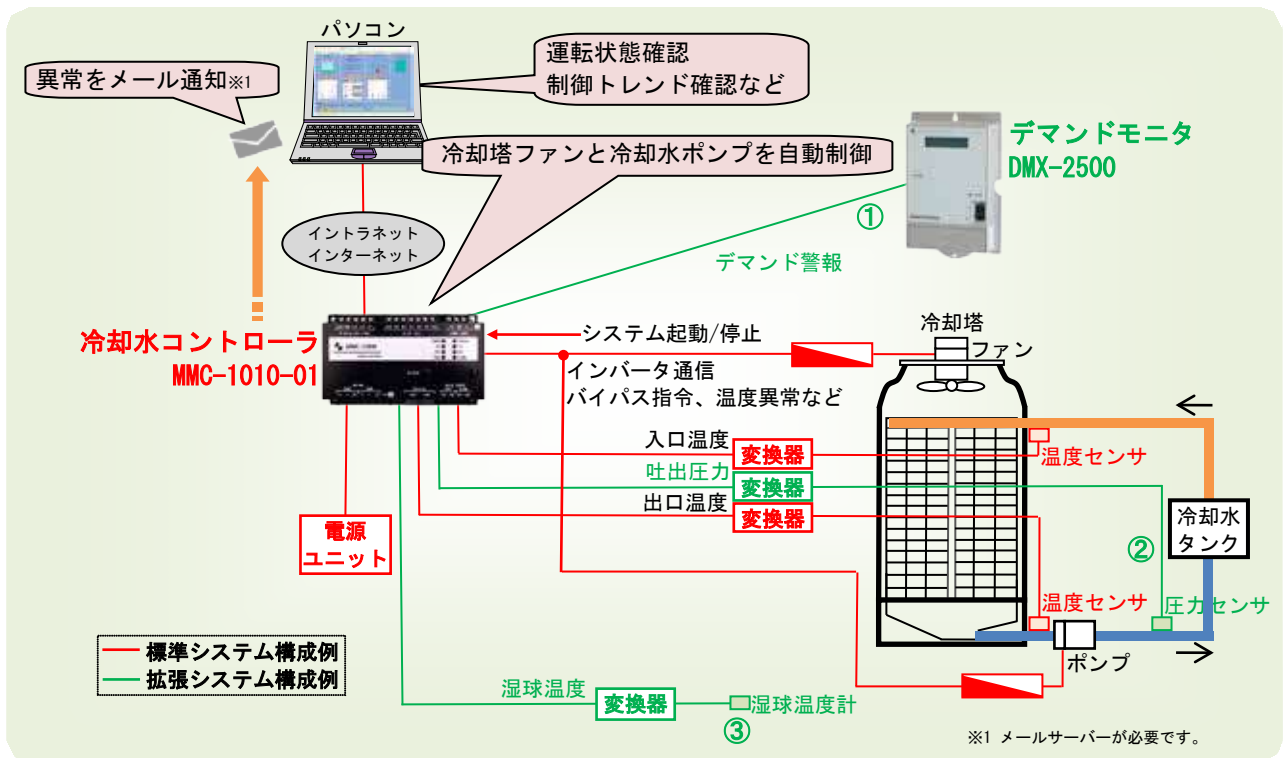 パソコン
異常をメール通知※1
運転状態確認
制御トレンド確認など
冷却塔ファンと冷却水ポンプを自動制御
デマンドモニタ
DMX-2500
①
デマンド警報
イントラネット
インターネット
冷却水コントローラ
MMC-1010-01
システム起動/停止
インバータ通信
バイパス指令、温度異常など
冷却塔
ファン
入口温度
変換器
温度センサ
吐出圧力
変換器
出口温度
変換器
冷却水
タンク
②
電源
ユニット
温度センサ
圧力センサ
ポンプ
標準システム構成例
拡張システム構成例
湿球温度
変換器
湿球温度計
③
※1 メールサーバーが必要です。